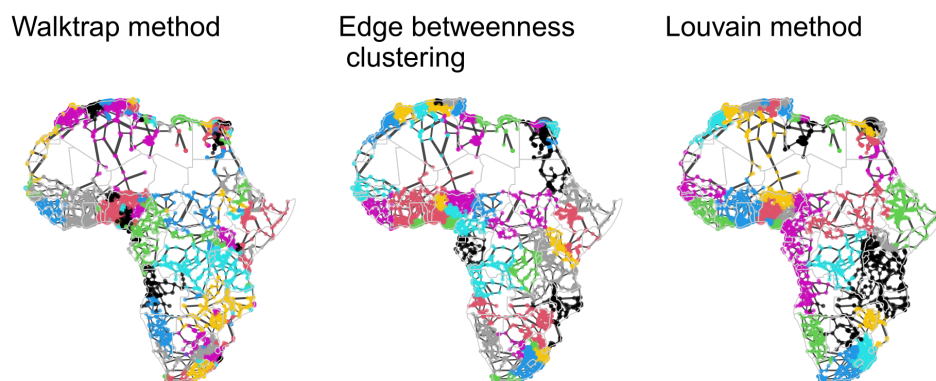 Walktrap method
Edge betweenness
clustering
Louvain method